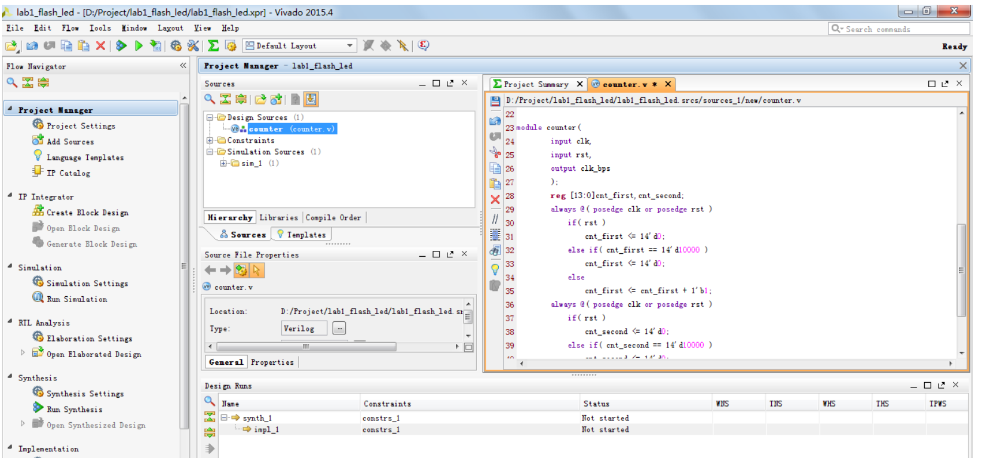 lab1_flash_led - [D:/Project/lab1_flash_led/lab1_flash_led.xpr] - Vivado 2015.4
File Edit Flow Tools Window Layout View Help
Search commands
Default Layout
Ready
Flow Navigator
Project Manager
Project Settings
Add Sources
Language Templates
IP Catalog
IP Integrator
Create Block Design
Open Block Design
Generate Block Design
Simulation
Simulation Settings
Run Simulation
RTL Analysis
Elaboration Settings
Open Elaborated Design
Synthesis
Synthesis Settings
Run Synthesis
Open Synthesized Design
Implementation
Project Manager - lab1_flash_led
Sources
Design Sources (1)
counter (counter.v)
Constraints
Simulation Sources (1)
sim_1 (1)
Hierarchy Libraries Compile Order
Sources Templates
Source File Properties
counter.v
Location: D:/Project/lab1_flash_led/lab1_flash_led.sr
Type: Verilog ...
General Properties
Project Summary counter.v *
D:/Project/lab1_flash_led/lab1_flash_led.srcs/sources_1/new/counter.v
22
23 module counter(
24 input clk,
25 input rst,
26 output clk_bps
27 );
28 reg [13:0]cnt_first,cnt_second;
29 always @( posedge clk or posedge rst )
30 if( rst )
31 cnt_first <= 14'd0;
32 else if( cnt_first == 14'd10000 )
33 cnt_first <= 14'd0;
34 else
35 cnt_first <= cnt_first + 1'b1;
36 always @( posedge clk or posedge rst )
37 if( rst )
38 cnt_second <= 14'd0;
39 else if( cnt_second == 14'd10000 )
40 cnt_second <= 14'd0;
Design Runs
Name Constraints Status WNS TNS WHS THS TPWS
synth_1 constrs_1 Not started
impl_1 constrs_1 Not started